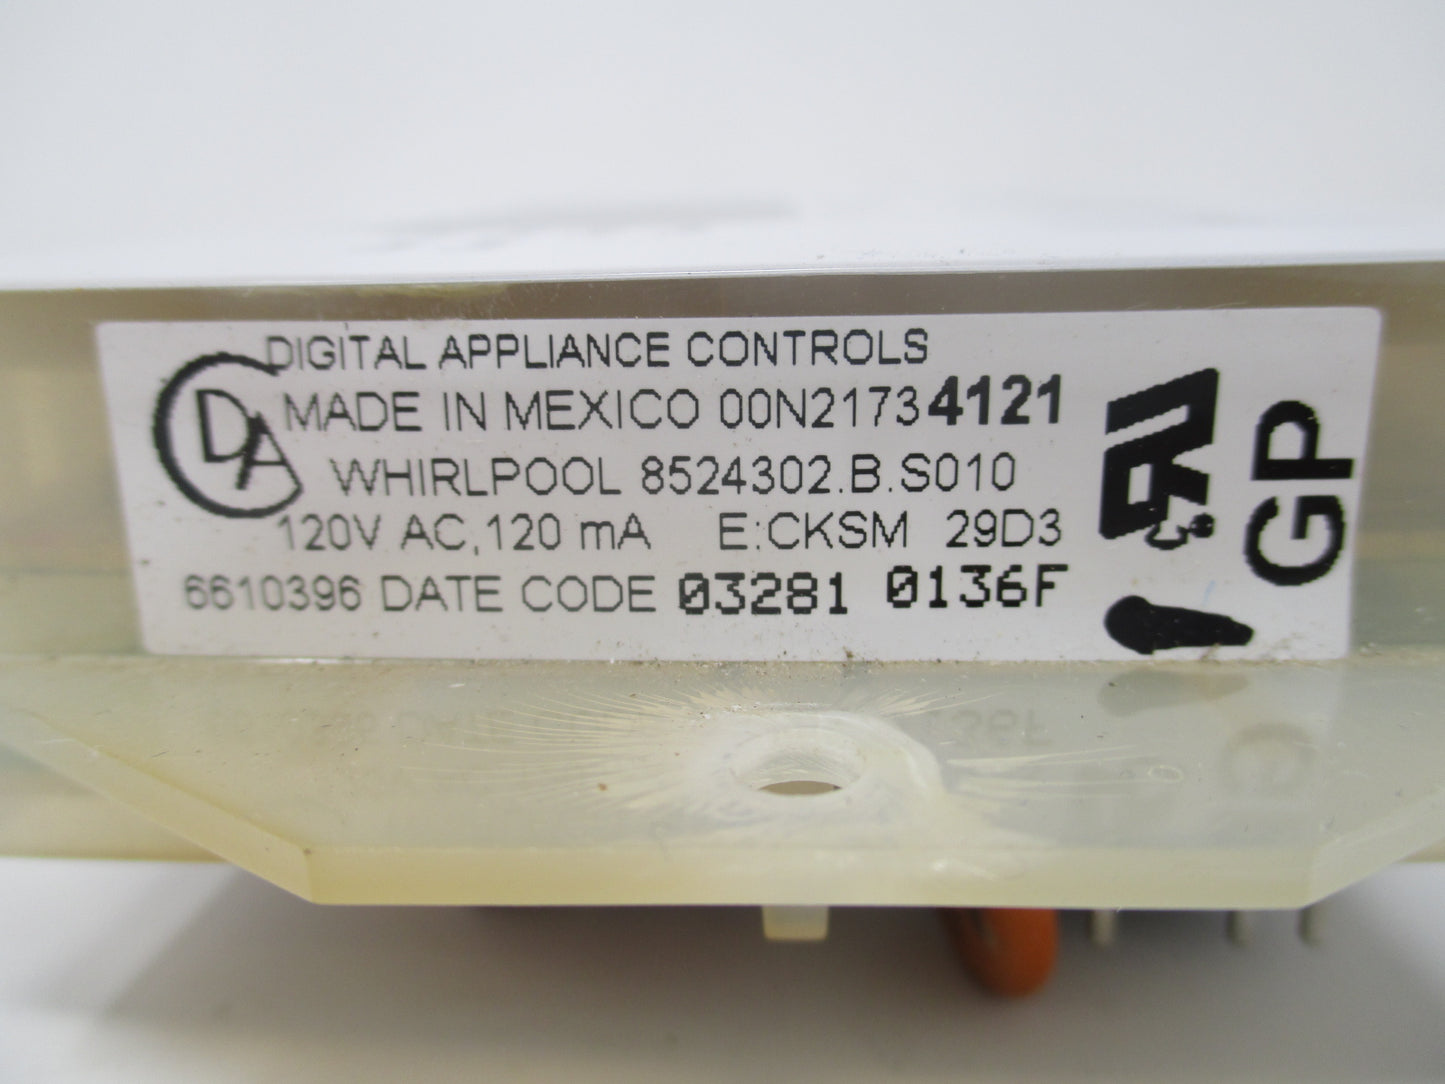 DIGITAL APPLIANCE CONTROLS
DA
MADE IN MEXICO 00N21734121
WHIRLPOOL 8524302.B.S010
120V AC,120 mA E:CKSM 29D3
6610396 DATE CODE 03281 0136F
GP